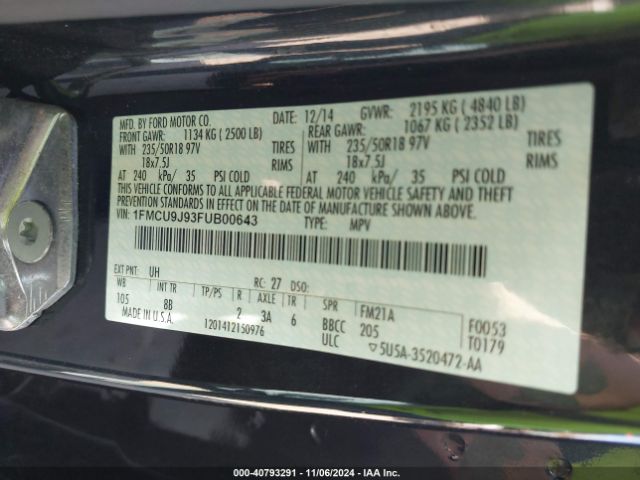 MFD. BY FORD MOTOR CO. DATE: 12/14 GVWR: 2195 KG ( 4840 LB)
FRONT GAWR: 1134 KG ( 2500 LB) REAR GAWR: 1067 KG ( 2352 LB)
WITH 235/50R18 97V TIRES WITH 235/50R18 97V TIRES
18x7.5J RIMS 18x7.5J RIMS
AT 240 kPa/ 35 PSI COLD AT 240 kPa/ 35 PSI COLD
THIS VEHICLE CONFORMS TO ALL APPLICABLE FEDERAL MOTOR VEHICLE SAFETY AND THEFT
PREVENTION STANDARDS IN EFFECT ON THE DATE OF MANUFACTURE SHOWN ABOVE.
VIN: 1FMCU9J93FUB00643 TYPE: MPV
EXT PNT: UH RC: 27 DSO:
WB INT TR TP/PS R AXLE TR SPR FM21A F0053
105 8B 2 3A 6 BBCC 205 T0179
MADE IN U.S.A. 1201412150976 ULC ▽5U5A-3520472-AA
000-40793291 - 11/06/2024 - IAA Inc.